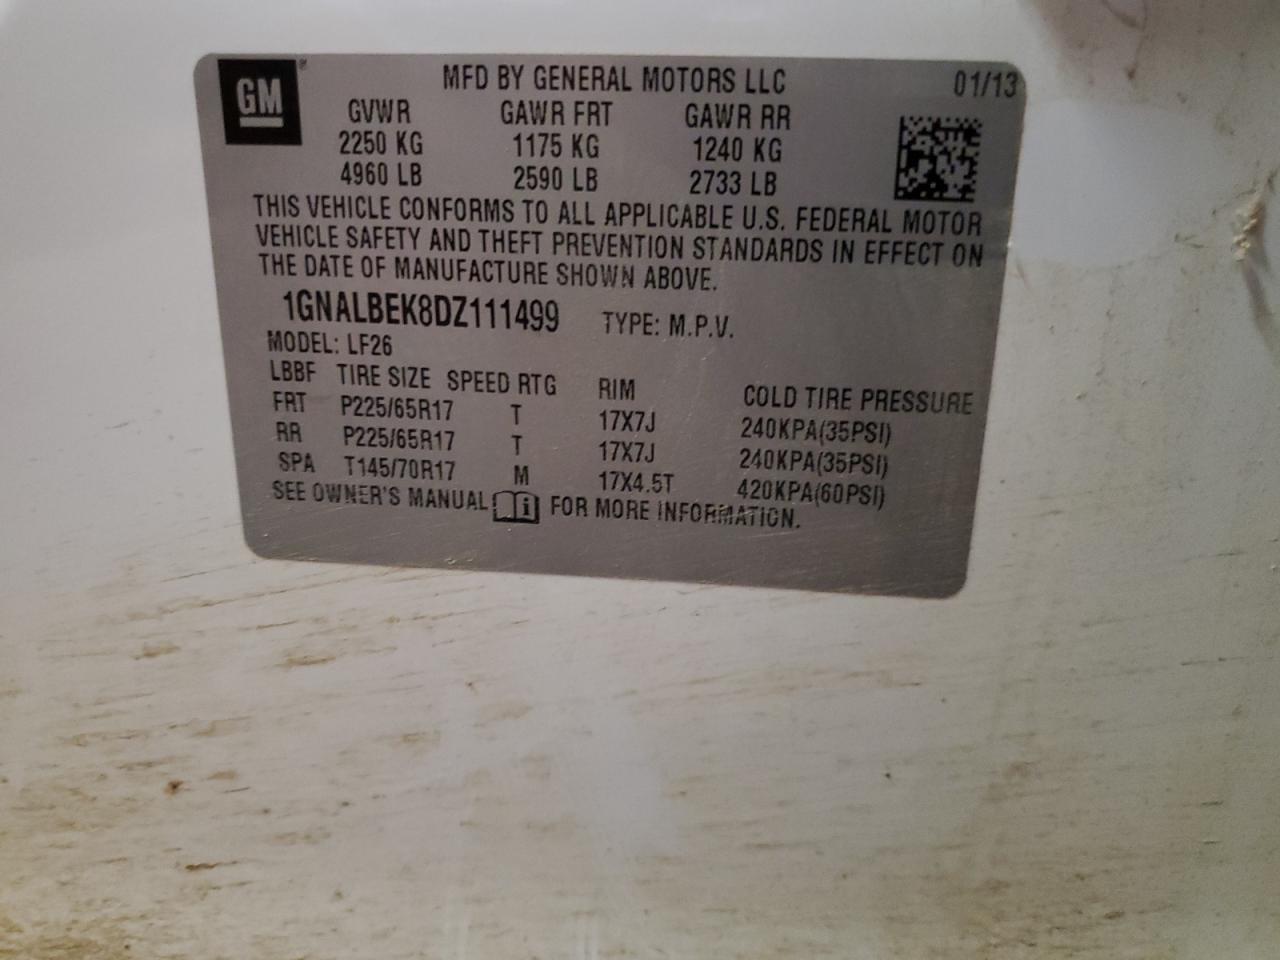 GM® MFD BY GENERAL MOTORS LLC 01/13
GVWR GAWR FRT GAWR RR
2250 KG 1175 KG 1240 KG
4960 LB 2590 LB 2733 LB
THIS VEHICLE CONFORMS TO ALL APPLICABLE U.S. FEDERAL MOTOR
VEHICLE SAFETY AND THEFT PREVENTION STANDARDS IN EFFECT ON
THE DATE OF MANUFACTURE SHOWN ABOVE.
1GNALBEK8DZ111499 TYPE: M.P.V.
MODEL: LF26
LBBF TIRE SIZE SPEED RTG RIM COLD TIRE PRESSURE
FRT P225/65R17 T 17X7J 240KPA(35PSI)
RR P225/65R17 T 17X7J 240KPA(35PSI)
SPA T145/70R17 M 17X4.5T 420KPA(60PSI)
SEE OWNER'S MANUAL i FOR MORE INFORMATION.